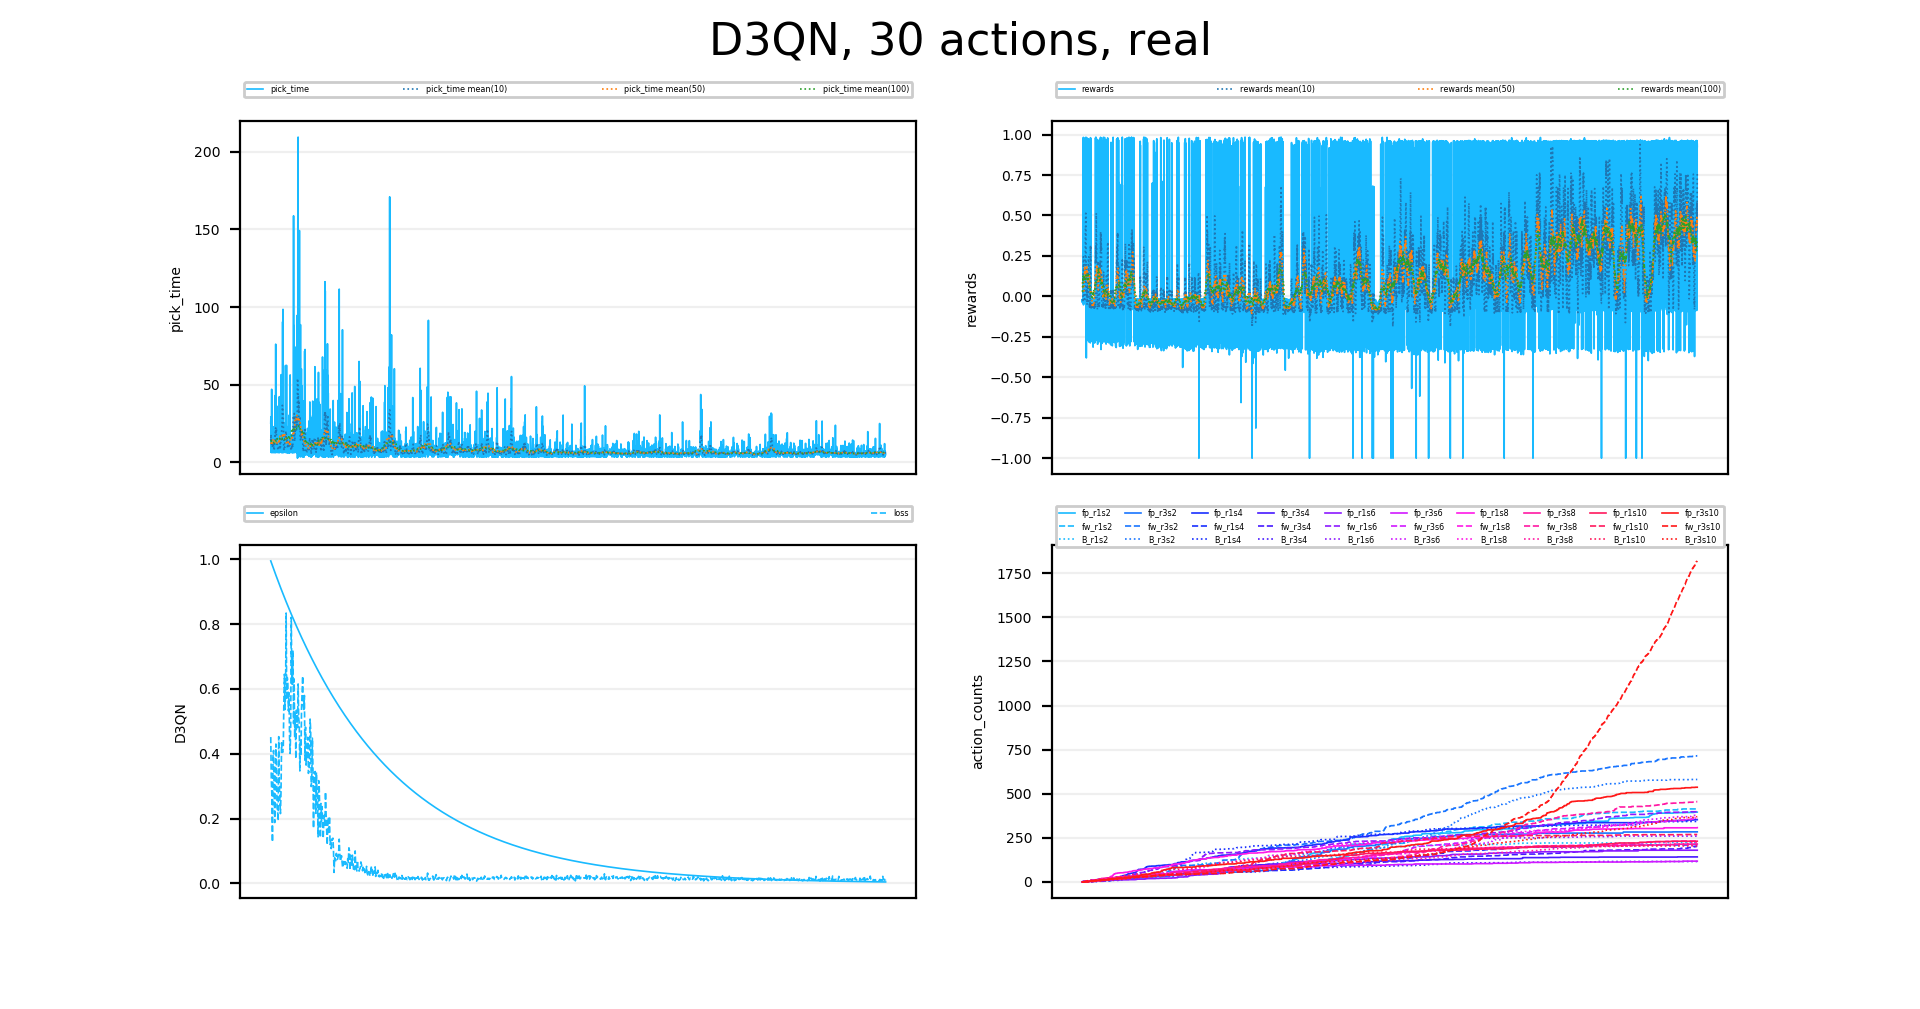 D3QN, 30 actions, real
pick_time pick_time mean(10) pick_time mean(50) pick_time mean(100)
pick_time
200
150
100
50
0
rewards rewards mean(10) rewards mean(50) rewards mean(100)
rewards
1.00
0.75
0.50
0.25
0.00
−0.25
−0.50
−0.75
−1.00
epsilon loss
D3QN
1.0
0.8
0.6
0.4
0.2
0.0
fp_r1s2 fp_r3s2 fp_r1s4 fp_r3s4 fp_r1s6 fp_r3s6 fp_r1s8 fp_r3s8 fp_r1s10 fp_r3s10
fw_r1s2 fw_r3s2 fw_r1s4 fw_r3s4 fw_r1s6 fw_r3s6 fw_r1s8 fw_r3s8 fw_r1s10 fw_r3s10
B_r1s2 B_r3s2 B_r1s4 B_r3s4 B_r1s6 B_r3s6 B_r1s8 B_r3s8 B_r1s10 B_r3s10
action_counts
1750
1500
1250
1000
750
500
250
0